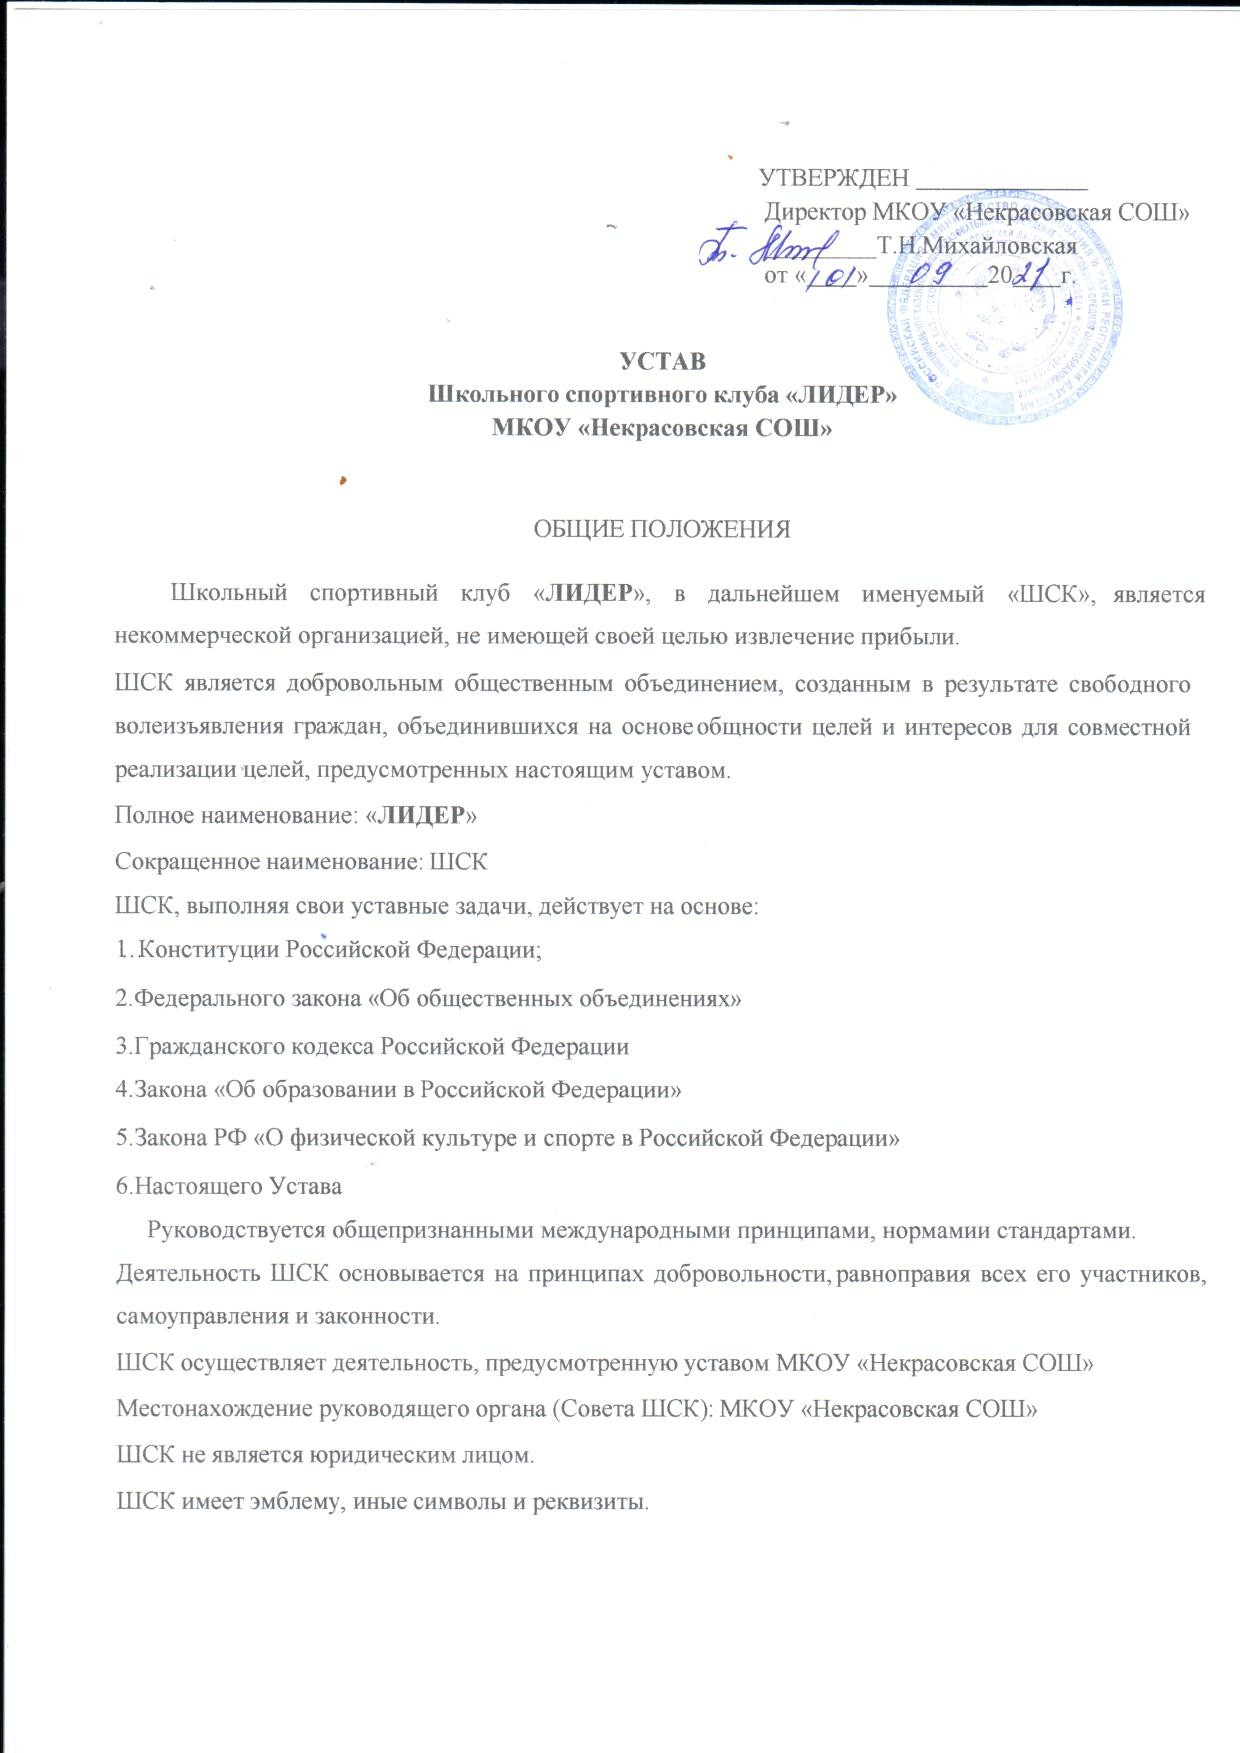 УТВЕРЖДЕН ______________
Директор МКОУ «Некрасовская СОШ»
______Т.Н.Михайловская
от «01»__09__2021г.
УСТАВ
Школьного спортивного клуба «ЛИДЕР»
МКОУ «Некрасовская СОШ»
ОБЩИЕ ПОЛОЖЕНИЯ
Школьный спортивный клуб «ЛИДЕР», в дальнейшем именуемый «ШСК», является
некоммерческой организацией, не имеющей своей целью извлечение прибыли.
ШСК является добровольным общественным объединением, созданным в результате свободного
волеизъявления граждан, объединившихся на основе общности целей и интересов для совместной
реализации целей, предусмотренных настоящим уставом.
Полное наименование: «ЛИДЕР»
Сокращенное наименование: ШСК
ШСК, выполняя свои уставные задачи, действует на основе:
1. Конституции Российской Федерации;
2.Федерального закона «Об общественных объединениях»
3.Гражданского кодекса Российской Федерации
4.Закона «Об образовании в Российской Федерации»
5.Закона РФ «О физической культуре и спорте в Российской Федерации»
6.Настоящего Устава
Руководствуется общепризнанными международными принципами, нормамии стандартами.
Деятельность ШСК основывается на принципах добровольности, равноправия всех его участников,
самоуправления и законности.
ШСК осуществляет деятельность, предусмотренную уставом МКОУ «Некрасовская СОШ»
Местонахождение руководящего органа (Совета ШСК): МКОУ «Некрасовская СОШ»
ШСК не является юридическим лицом.
ШСК имеет эмблему, иные символы и реквизиты.